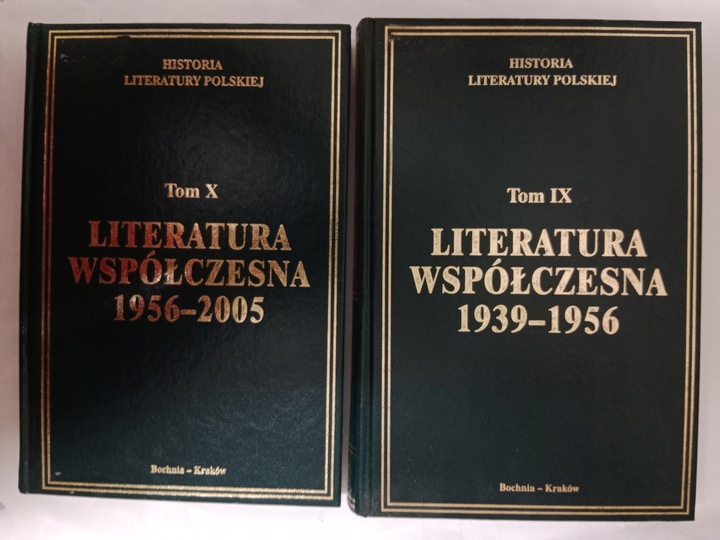 HISTORIA
LITERATURY POLSKIEJ
Tom X
LITERATURA
WSPÓŁCZESNA
1956–2005
Bochnia – Kraków
HISTORIA
LITERATURY POLSKIEJ
Tom IX
LITERATURA
WSPÓŁCZESNA
1939–1956
Bochnia – Kraków